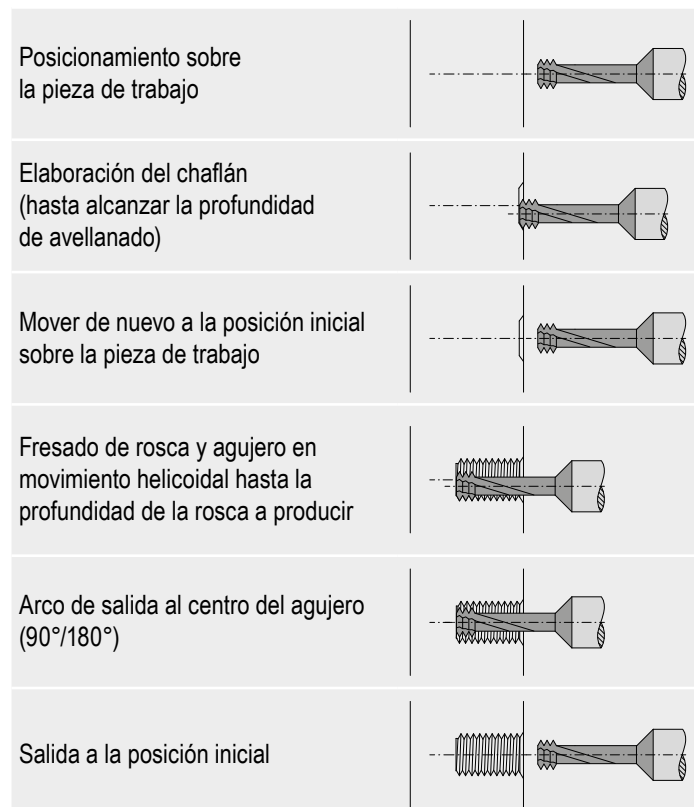 Posicionamiento sobre
la pieza de trabajo
Elaboración del chaflán
(hasta alcanzar la profundidad
de avellanado)
Mover de nuevo a la posición inicial
sobre la pieza de trabajo
Fresado de rosca y agujero en
movimiento helicoidal hasta la
profundidad de la rosca a producir
Arco de salida al centro del agujero
(90°/180°)
Salida a la posición inicial